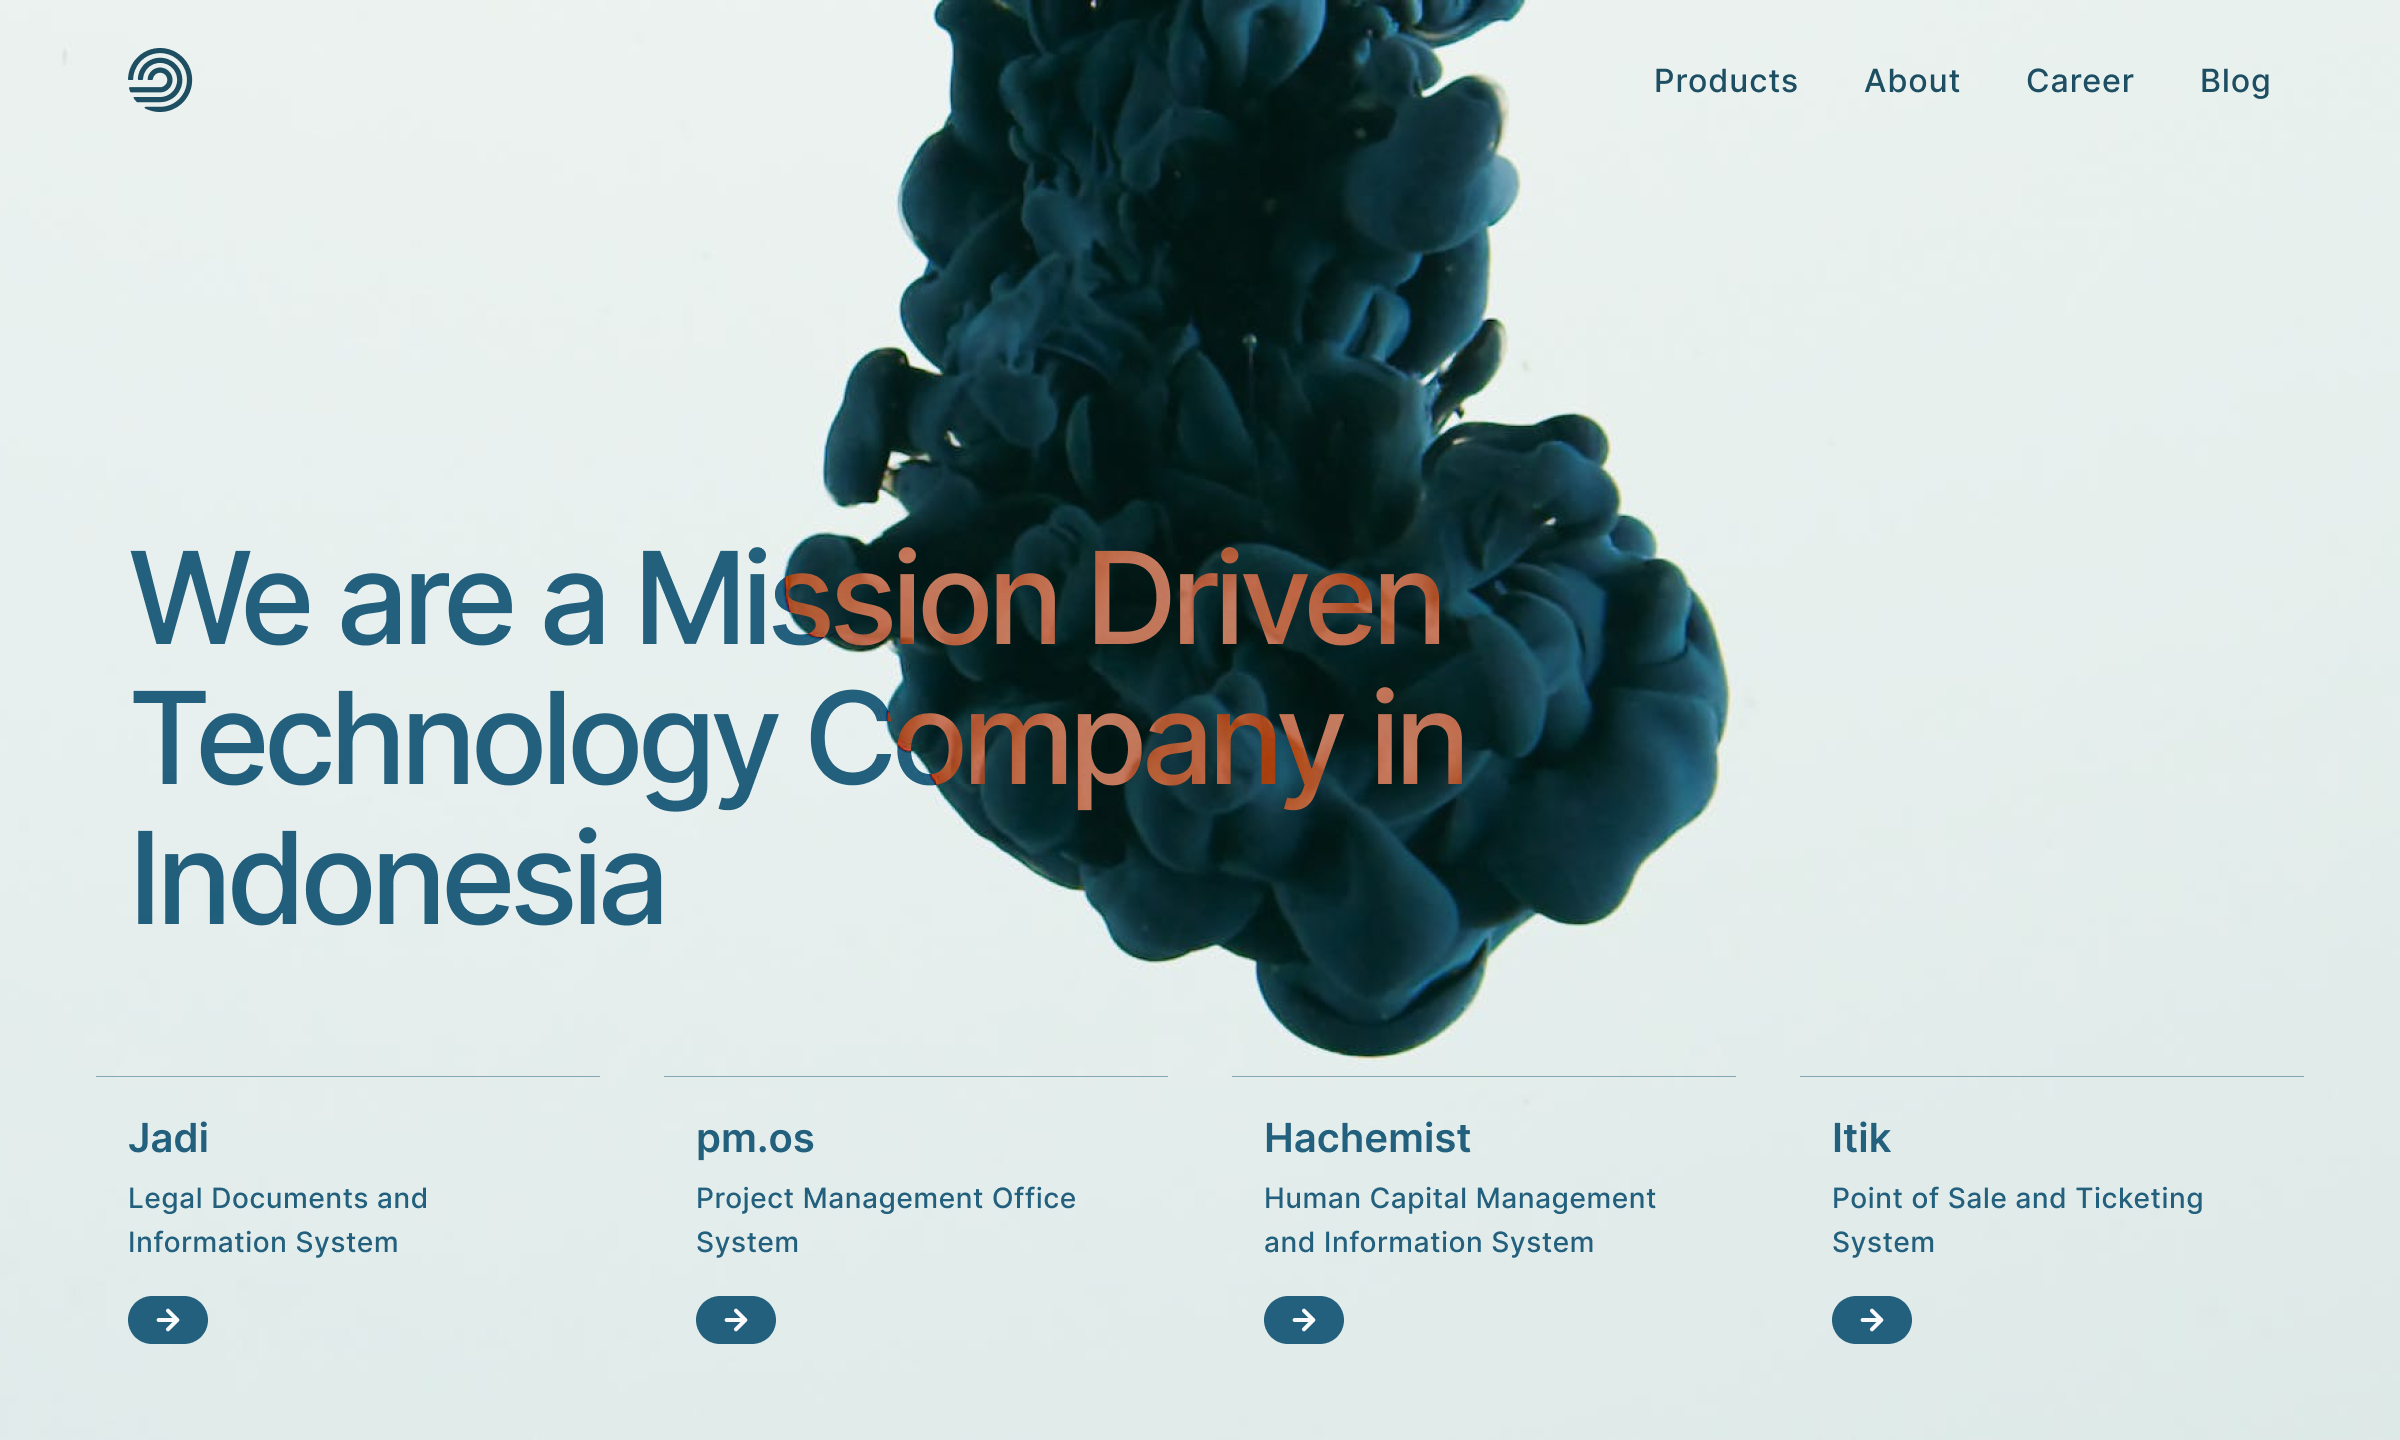 Products About Career Blog
We are a Mission Driven
Technology Company in
Indonesia
Jadi
Legal Documents and
Information System
pm.os
Project Management Office
System
Hachemist
Human Capital Management
and Information System
Itik
Point of Sale and Ticketing
System